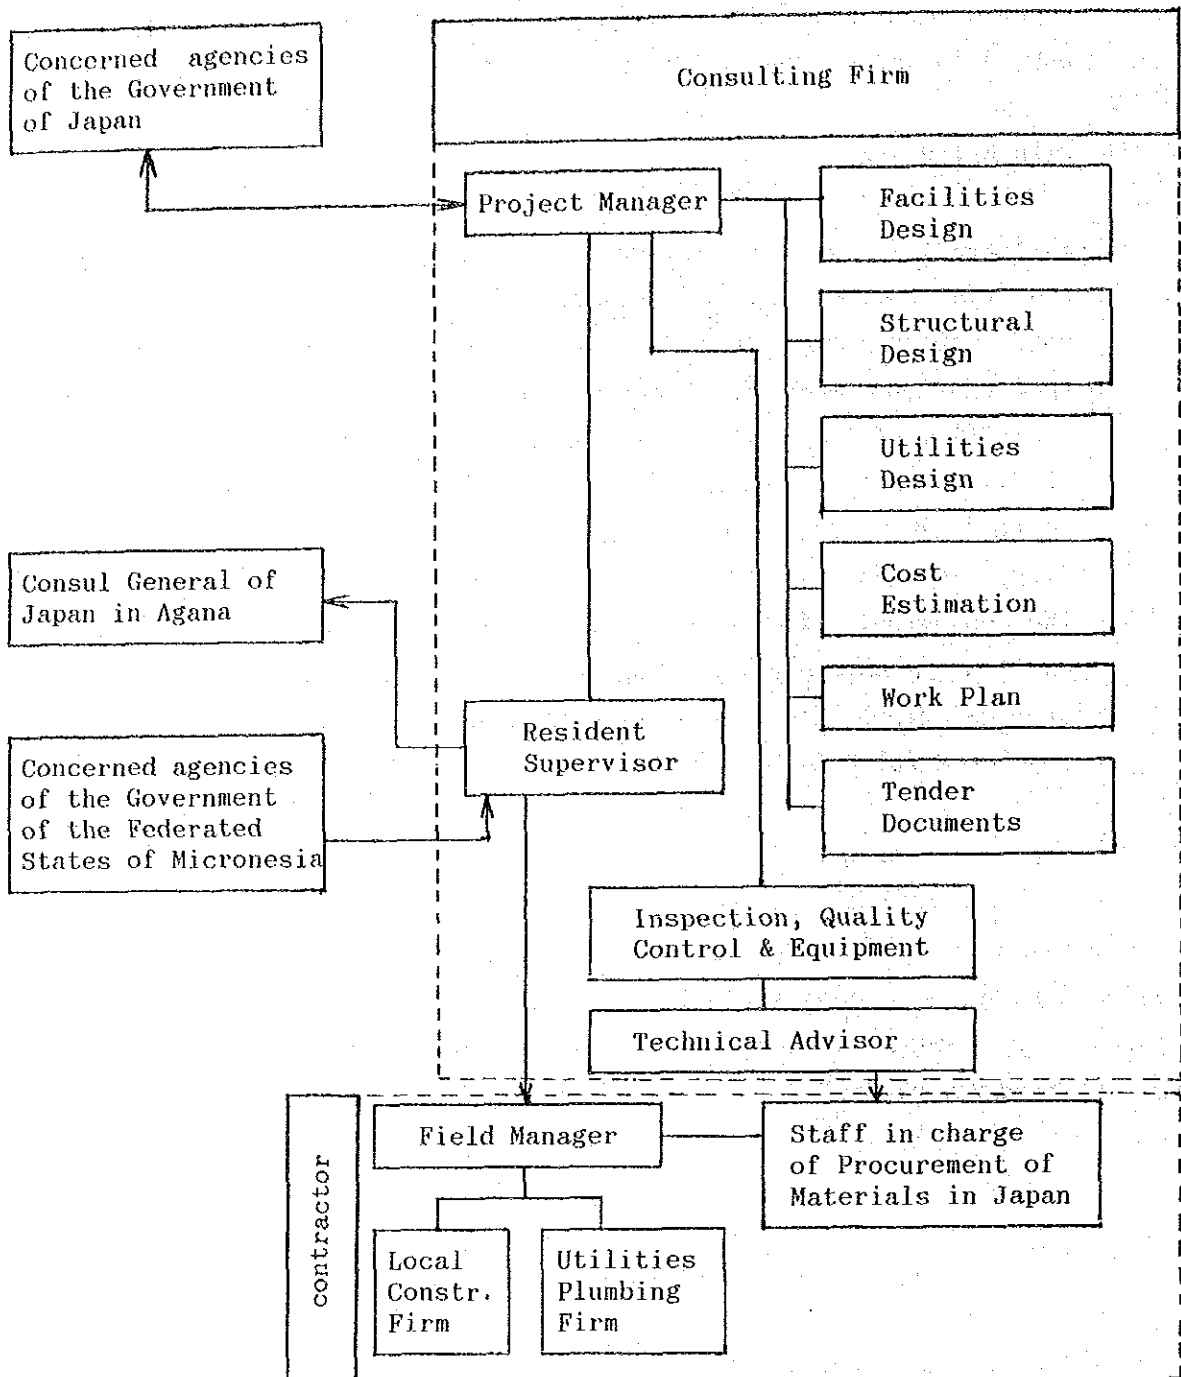 Concerned agencies
of the Government
of Japan
Consulting Firm
Project Manager
Facilities
Design
Structural
Design
Utilities
Design
Cost
Estimation
Work Plan
Tender
Documents
Consul General of
Japan in Agana
Resident
Supervisor
Concerned agencies
of the Government
of the Federated
States of Micronesia
Inspection, Quality
Control & Equipment
Technical Advisor
contractor
Field Manager
Staff in charge
of Procurement of
Materials in Japan
Local
Constr.
Firm
Utilities
Plumbing
Firm